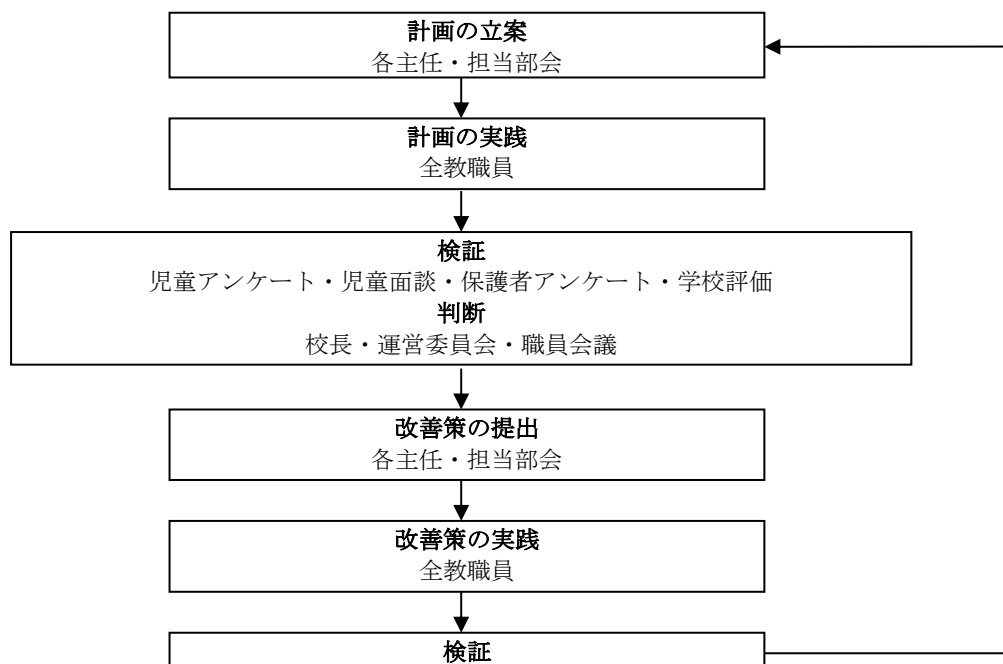 計画の立案
各主任・担当部会
計画の実践
全教職員
検証
児童アンケート・児童面談・保護者アンケート・学校評価
判断
校長・運営委員会・職員会議
改善策の提出
各主任・担当部会
改善策の実践
全教職員
検証